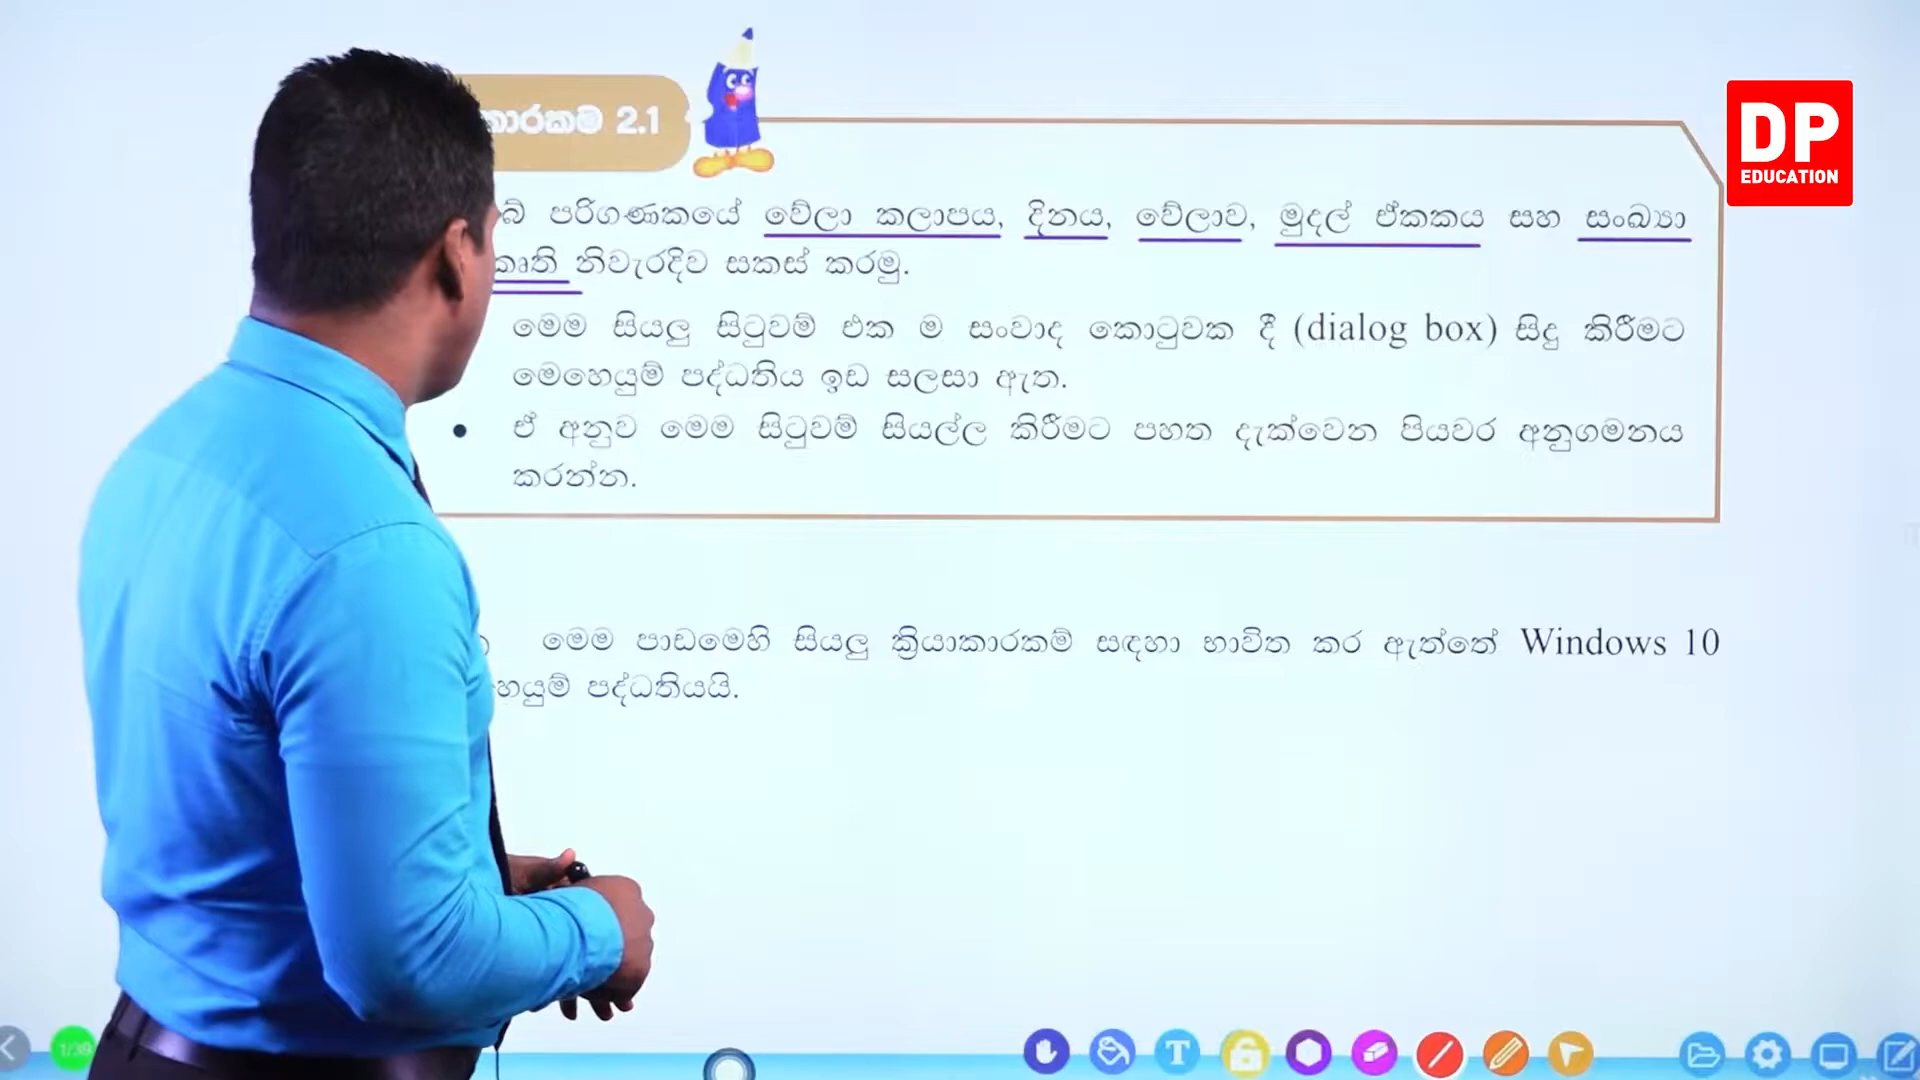 2.1
DP
EDUCATION
පරිගණකයේ වේලා කලාපය, දිනය, වේලාව, මුදල් ඒකකය සහ සංඛ්‍යා
නිවැරදිව සකස් කරමු.
මෙම සියලු සිටුවම් එක ම සංවාද කොටුවක දී (dialog box) සිදු කිරීමට
මෙහෙයුම් පද්ධතිය ඉඩ සලසා ඇත.
• ඒ අනුව මෙම සිටුවම් සියල්ල කිරීමට පහත දැක්වෙන පියවර අනුගමනය
කරන්න.
මෙම පාඩමෙහි සියලු ක්‍රියාකාරකම් සඳහා භාවිත කර ඇත්තේ Windows 10
පද්ධතියයි.
1/39
T